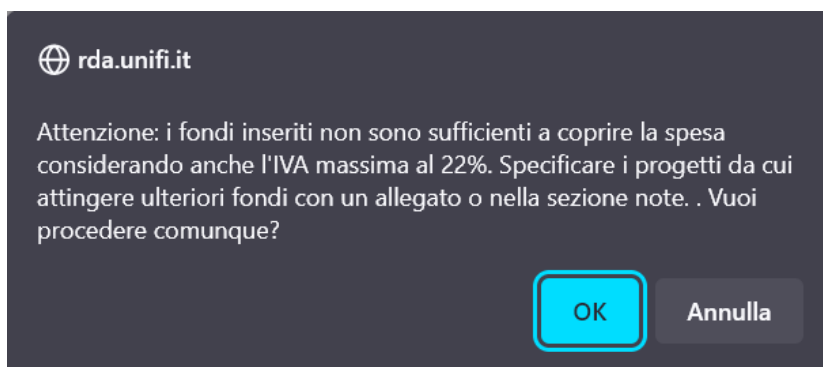 rda.unifi.it
Attenzione: i fondi inseriti non sono sufficienti a coprire la spesa
considerando anche l'IVA massima al 22%. Specificare i progetti da cui
attingere ulteriori fondi con un allegato o nella sezione note. . Vuoi
procedere comunque?
OK
Annulla